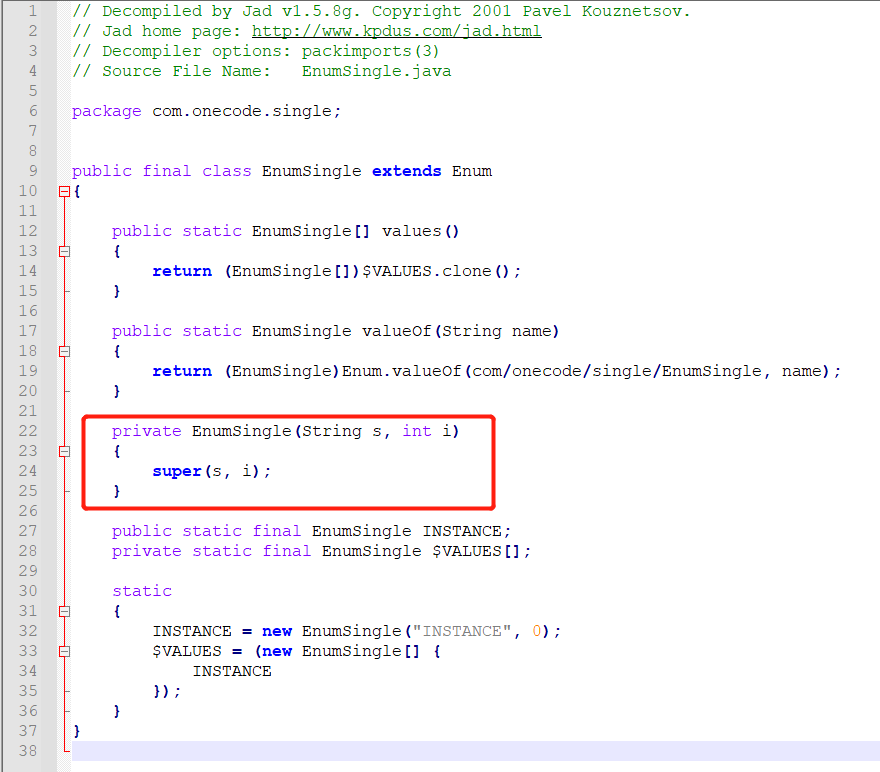 1 // Decompiled by Jad v1.5.8g. Copyright 2001 Pavel Kouznetsov.
2 // Jad home page: http://www.kpdus.com/jad.html
3 // Decompiler options: packimports(3)
4 // Source File Name:   EnumSingle.java
5
6 package com.onecode.single;
7
8
9 public final class EnumSingle extends Enum
10 {
11
12     public static EnumSingle[] values()
13     {
14         return (EnumSingle[])$VALUES.clone();
15     }
16
17     public static EnumSingle valueOf(String name)
18     {
19         return (EnumSingle)Enum.valueOf(com/onecode/single/EnumSingle, name);
20     }
21
22     private EnumSingle(String s, int i)
23     {
24         super(s, i);
25     }
26
27     public static final EnumSingle INSTANCE;
28     private static final EnumSingle $VALUES[];
29
30     static
31     {
32         INSTANCE = new EnumSingle("INSTANCE", 0);
33         $VALUES = (new EnumSingle[] {
34             INSTANCE
35         });
36     }
37 }
38